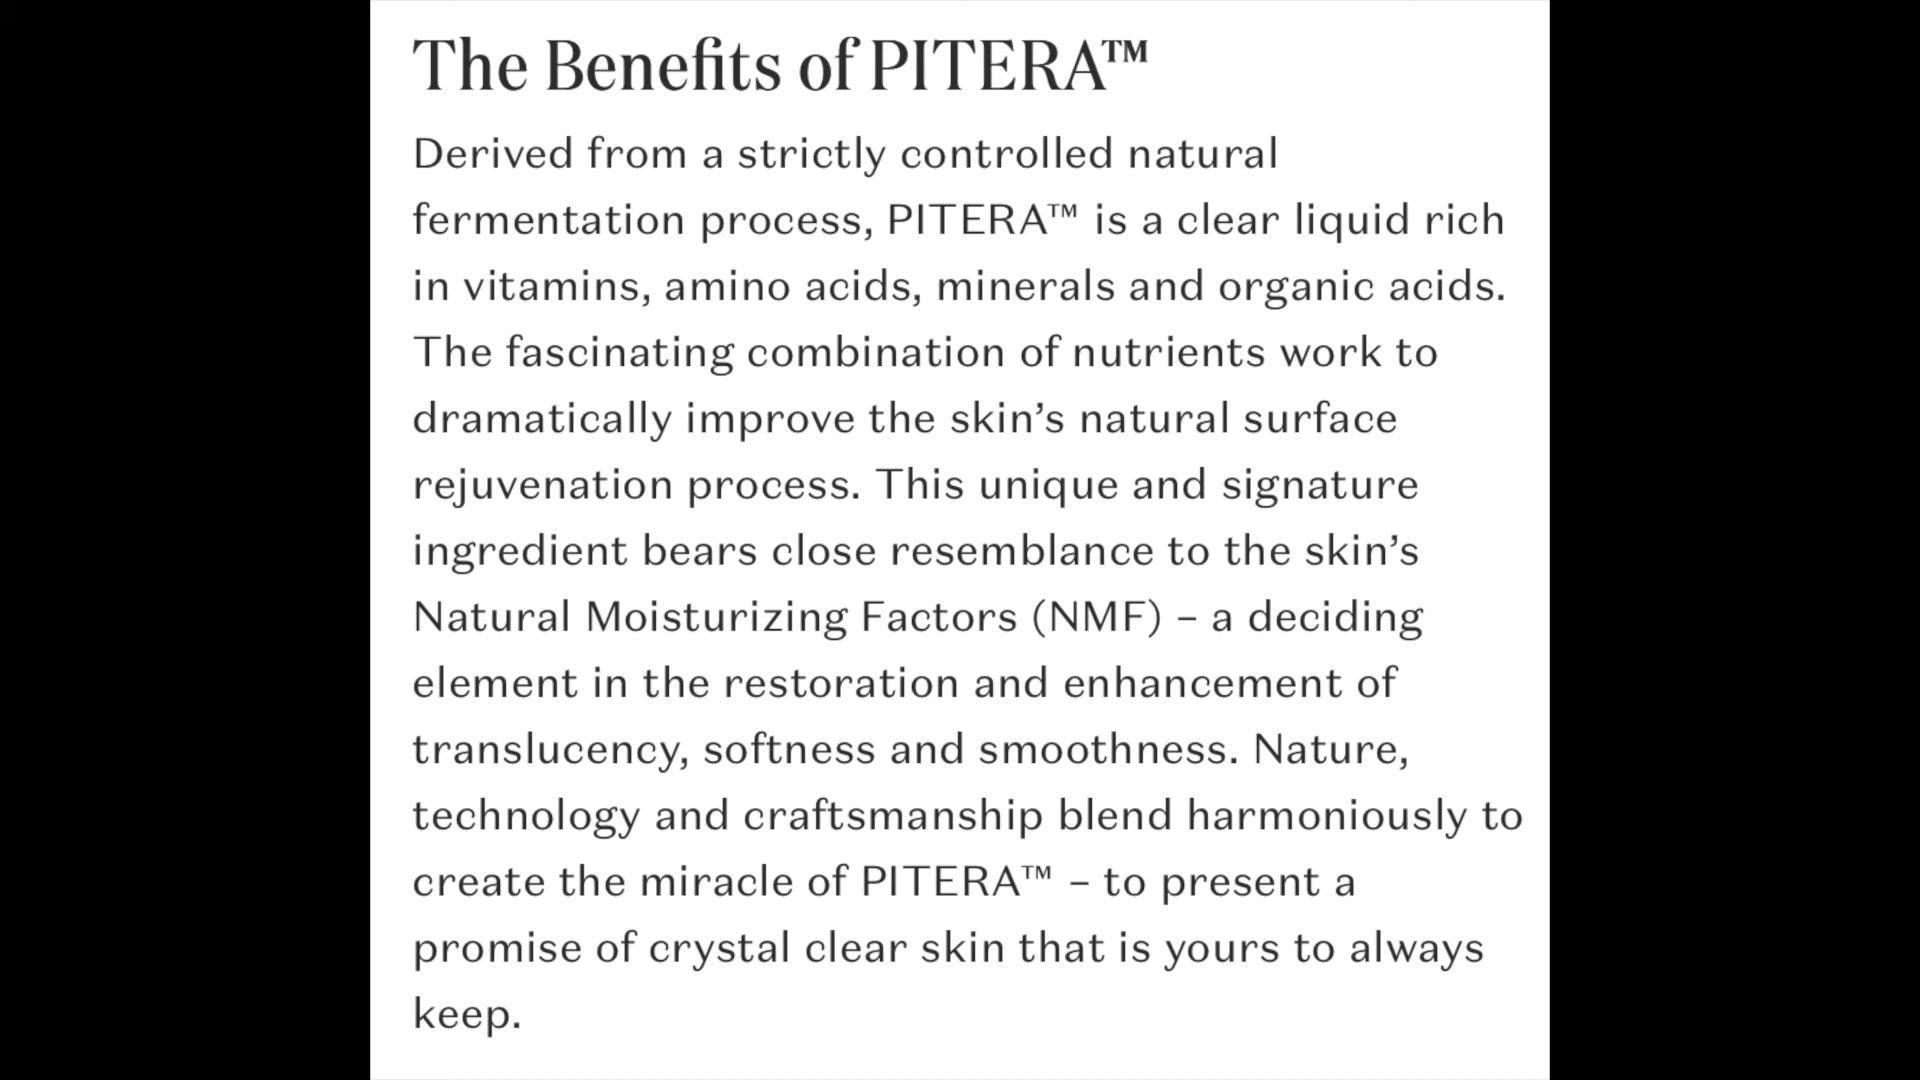 The Benefits of PITERA™
Derived from a strictly controlled natural
fermentation process, PITERA™ is a clear liquid rich
in vitamins, amino acids, minerals and organic acids.
The fascinating combination of nutrients work to
dramatically improve the skin’s natural surface
rejuvenation process. This unique and signature
ingredient bears close resemblance to the skin’s
Natural Moisturizing Factors (NMF) – a deciding
element in the restoration and enhancement of
translucency, softness and smoothness. Nature,
technology and craftsmanship blend harmoniously to
create the miracle of PITERA™ – to present a
promise of crystal clear skin that is yours to always
keep.